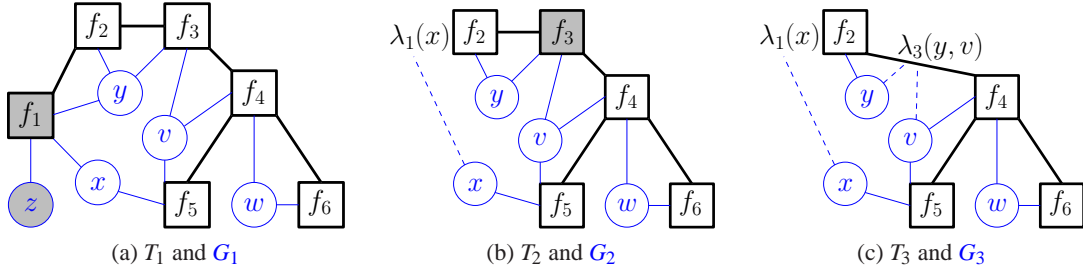 f₂ f₃
y f₄
f₁ v
x
z f₅ w f₆
(a) T₁ and G₁
λ₁(x) f₂ f₃
y f₄
v
x
f₅ w f₆
(b) T₂ and G₂
λ₁(x) f₂ λ₃(y, v)
y f₄
v
x
f₅ w f₆
(c) T₃ and G₃